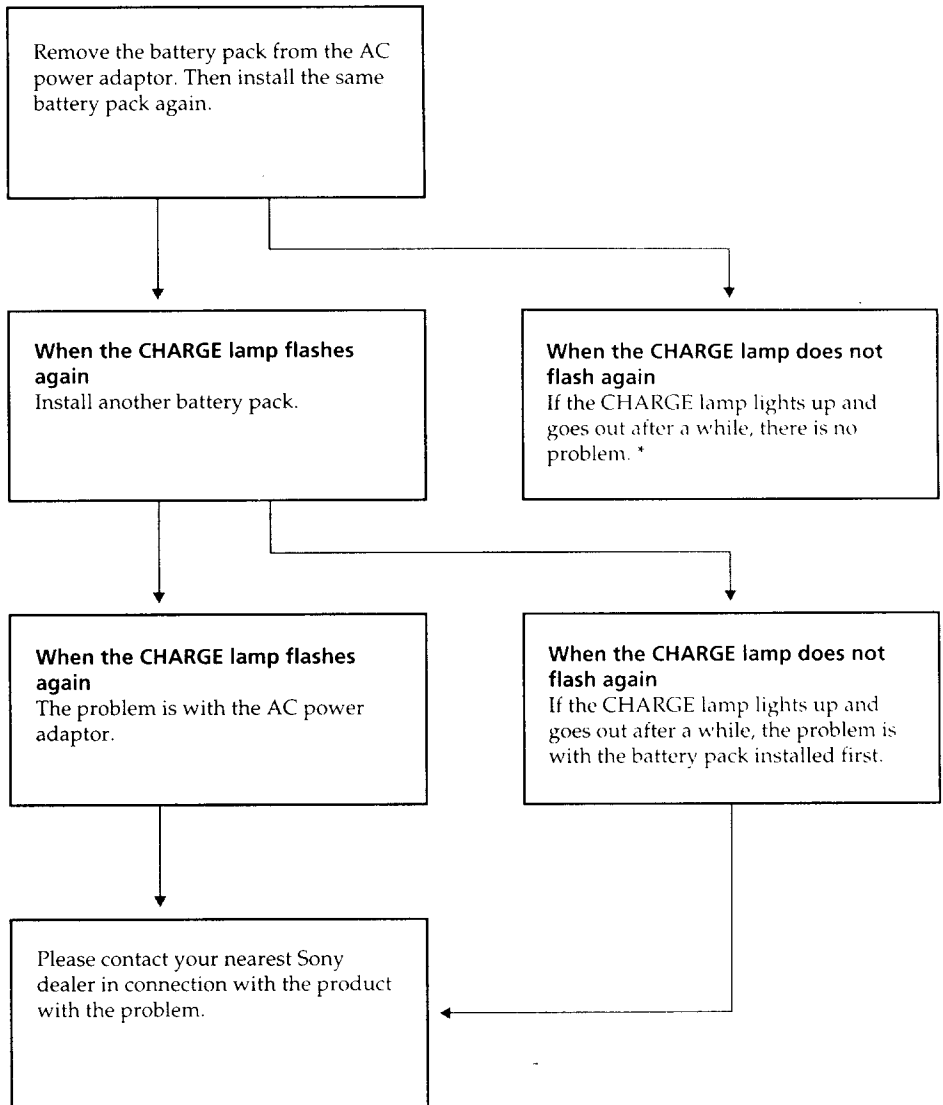 Remove the battery pack from the AC
power adaptor. Then install the same
battery pack again.
When the CHARGE lamp flashes
again
Install another battery pack.
When the CHARGE lamp does not
flash again
If the CHARGE lamp lights up and
goes out after a while, there is no
problem. *
When the CHARGE lamp flashes
again
The problem is with the AC power
adaptor.
When the CHARGE lamp does not
flash again
If the CHARGE lamp lights up and
goes out after a while, the problem is
with the battery pack installed first.
Please contact your nearest Sony
dealer in connection with the product
with the problem.